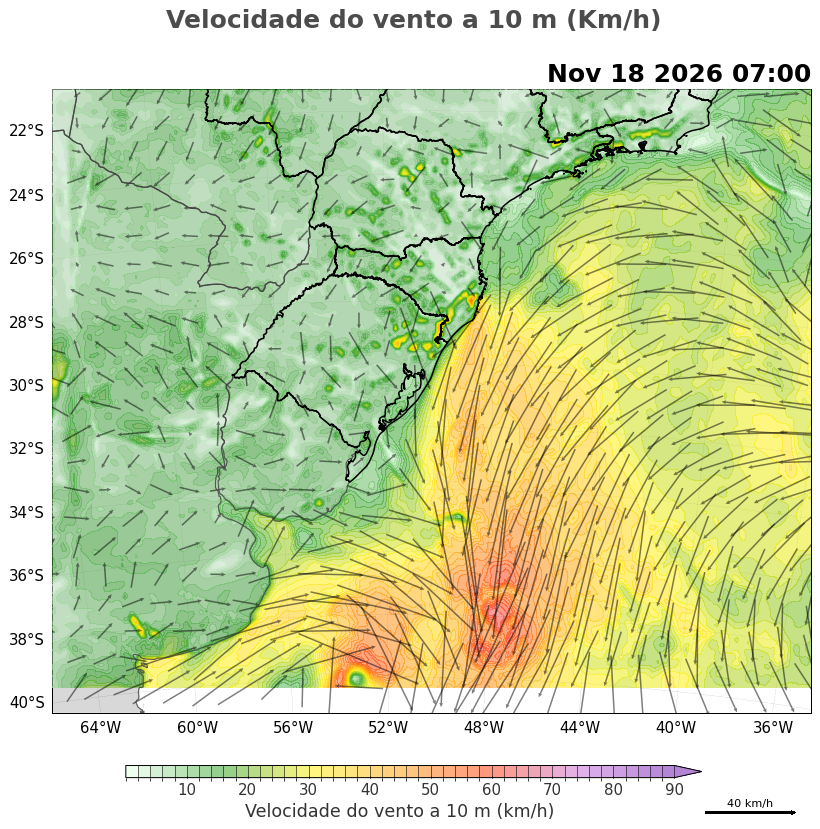 Velocidade do vento a 10 m (Km/h)
Nov 18 2026 07:00
22°S
24°S
26°S
28°S
30°S
32°S
34°S
36°S
38°S
40°S
64°W 60°W 56°W 52°W 48°W 44°W 40°W 36°W
10 20 30 40 50 60 70 80 90
Velocidade do vento a 10 m (km/h)
40 km/h